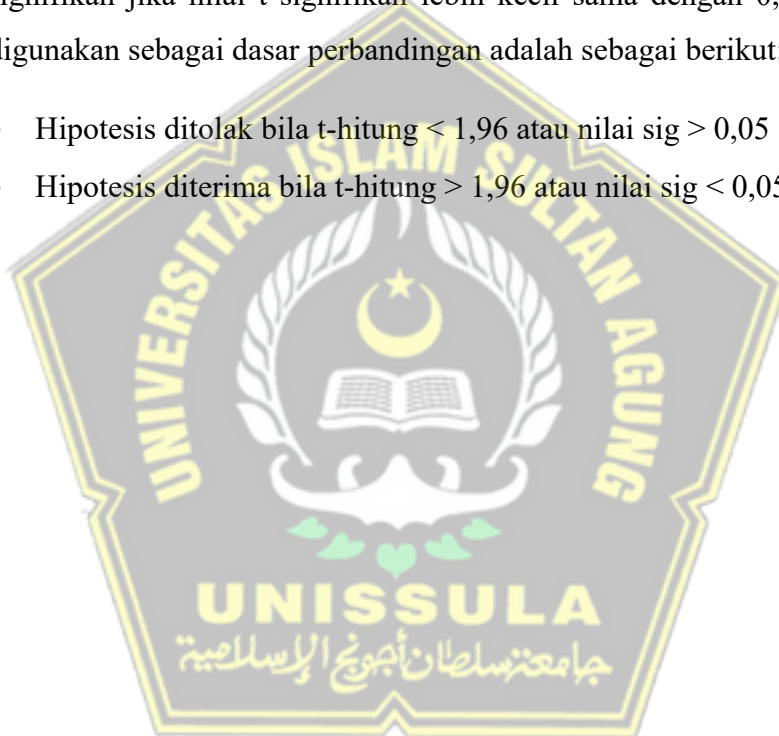 signifikan jika nilai t signifikan lebih kecil sama dengan 0,
digunakan sebagai dasar perbandingan adalah sebagai berikut:
Hipotesis ditolak bila t-hitung < 1,96 atau nilai sig > 0,05
Hipotesis diterima bila t-hitung > 1,96 atau nilai sig < 0,05
UNIVERSITAS ISLAM SULTAN AGUNG
UNISSULA
جامعة سلطان أجونج الإسلامية